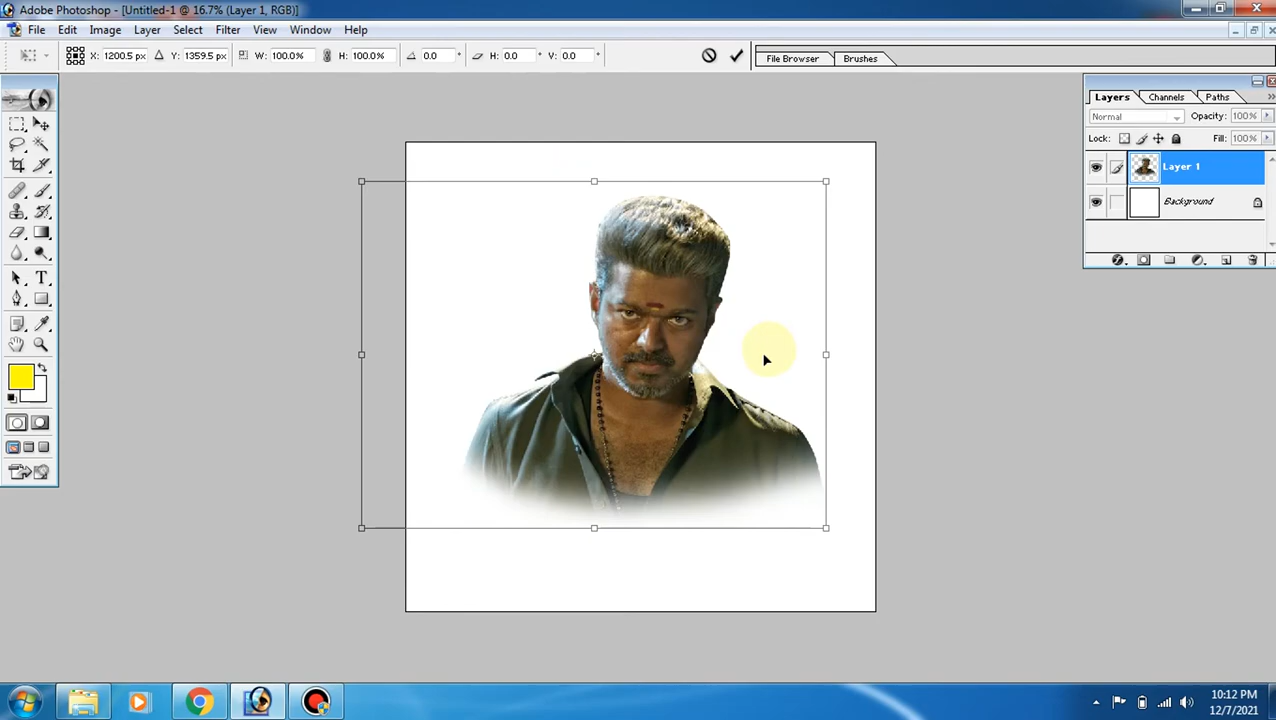 Adobe Photoshop - [Untitled-1 @ 16.7% (Layer 1, RGB)]
File Edit Image Layer Select Filter View Window Help
X: 1200.5 px Y: 1359.5 px W: 100.0% H: 100.0% 0.0 ° H: 0.0 V: 0.0 °
File Browser Brushes
Layers Channels Paths
Normal Opacity: 100%
Lock: Fill: 100%
Layer 1
Background
T
10:12 PM
12/7/2021